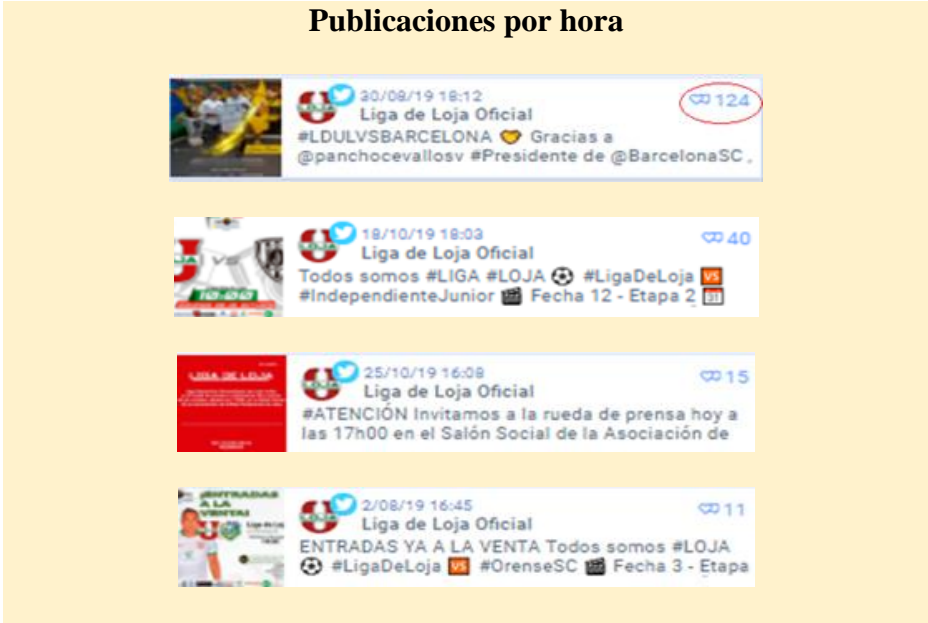 Publicaciones por hora
30/08/19 18:12
124
Liga de Loja Oficial
#LDULVSBARCELONA 🤝 Gracias a
@panchocevallosv #Presidente de @BarcelonaSC ,
18/10/19 18:03
40
Liga de Loja Oficial
Todos somos #LIGA #LOJA ⚽ #LigaDeLoja 🆚
#IndependienteJunior 🎬 Fecha 12 - Etapa 2 📅
LIGA DE LOJA
25/10/19 16:08
15
Liga de Loja Oficial
#ATENCIÓN Invitamos a la rueda de prensa hoy a
las 17h00 en el Salón Social de la Asociación de
¡ENTRADAS
A LA
VENTA!
2/08/19 16:45
11
Liga de Loja Oficial
ENTRADAS YA A LA VENTA Todos somos #LOJA
⚽ #LigaDeLoja 🆚 #OrenseSC 🎬 Fecha 3 - Etapa